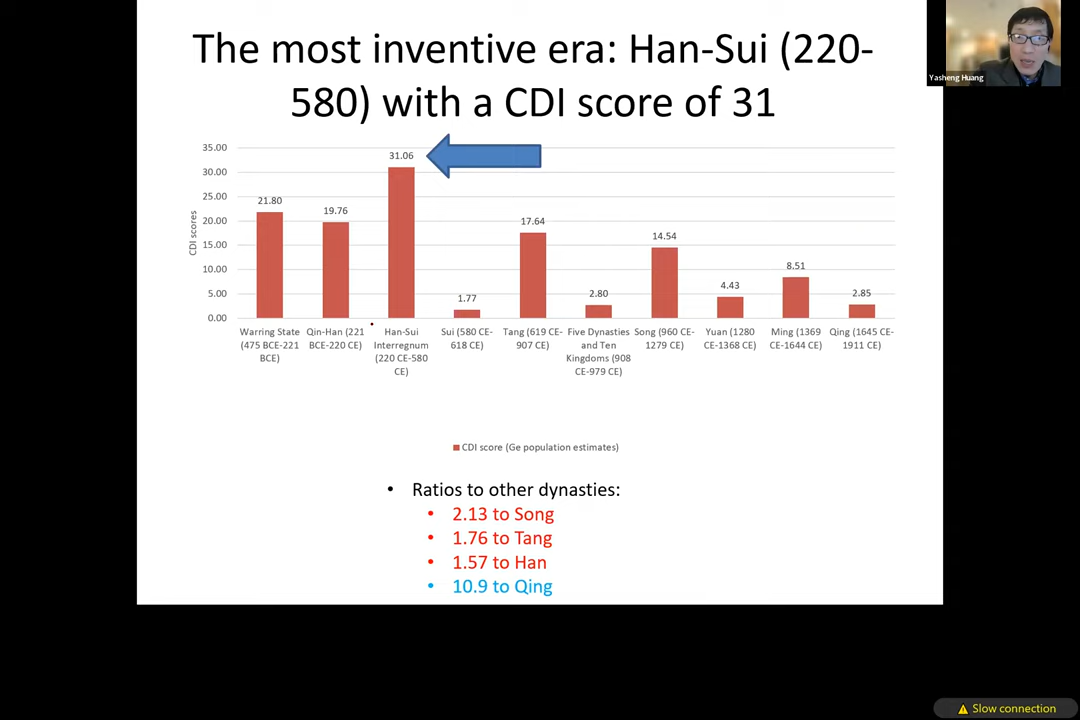 The most inventive era: Han-Sui (220-
580) with a CDI score of 31
Yasheng Huang
35.00
30.00
25.00
20.00
15.00
10.00
5.00
0.00
CDI scores
21.80
19.76
31.06
1.77
17.64
2.80
14.54
4.43
8.51
2.85
Warring State
(475 BCE-221
BCE)
Qin-Han (221
BCE-220 CE)
Han-Sui
Interregnum
(220 CE-580
CE)
Sui (580 CE-
618 CE)
Tang (619 CE-
907 CE)
Five Dynasties
and Ten
Kingdoms (908
CE-979 CE)
Song (960 CE-
1279 CE)
Yuan (1280
CE-1368 CE)
Ming (1369
CE-1644 CE)
Qing (1645 CE-
1911 CE)
CDI score (Ge population estimates)
• Ratios to other dynasties:
• 2.13 to Song
• 1.76 to Tang
• 1.57 to Han
• 10.9 to Qing
Slow connection